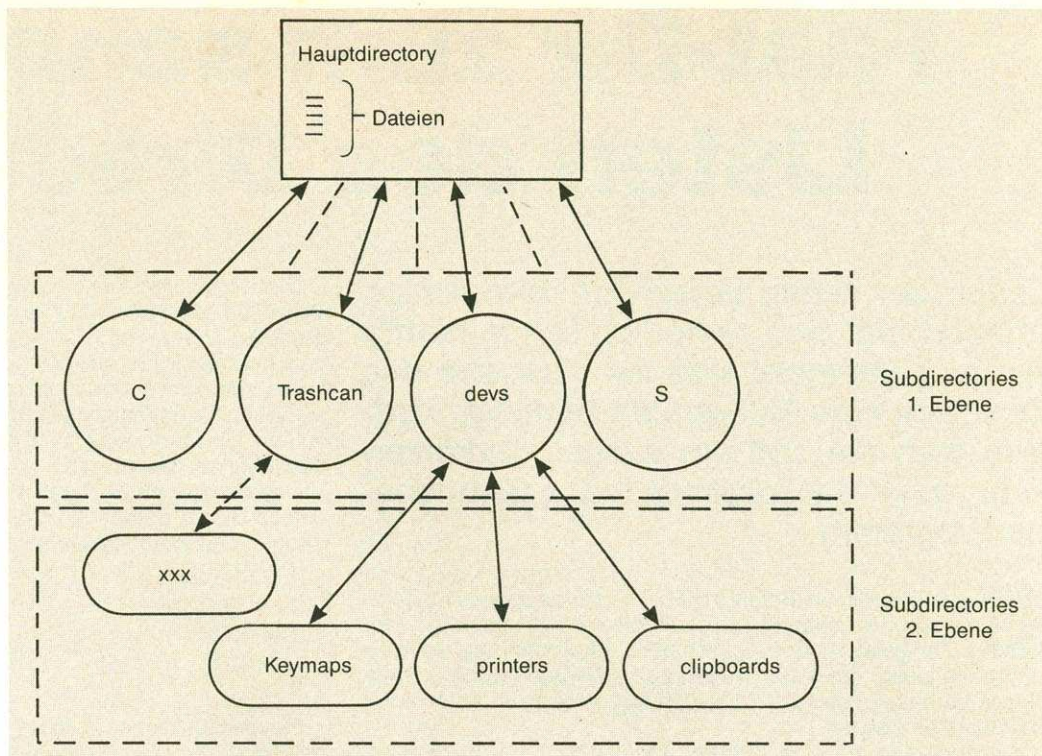 Hauptdirectory
Dateien
C
Trashcan
devs
S
Subdirectories
1. Ebene
xxx
Subdirectories
2. Ebene
Keymaps
printers
clipboards